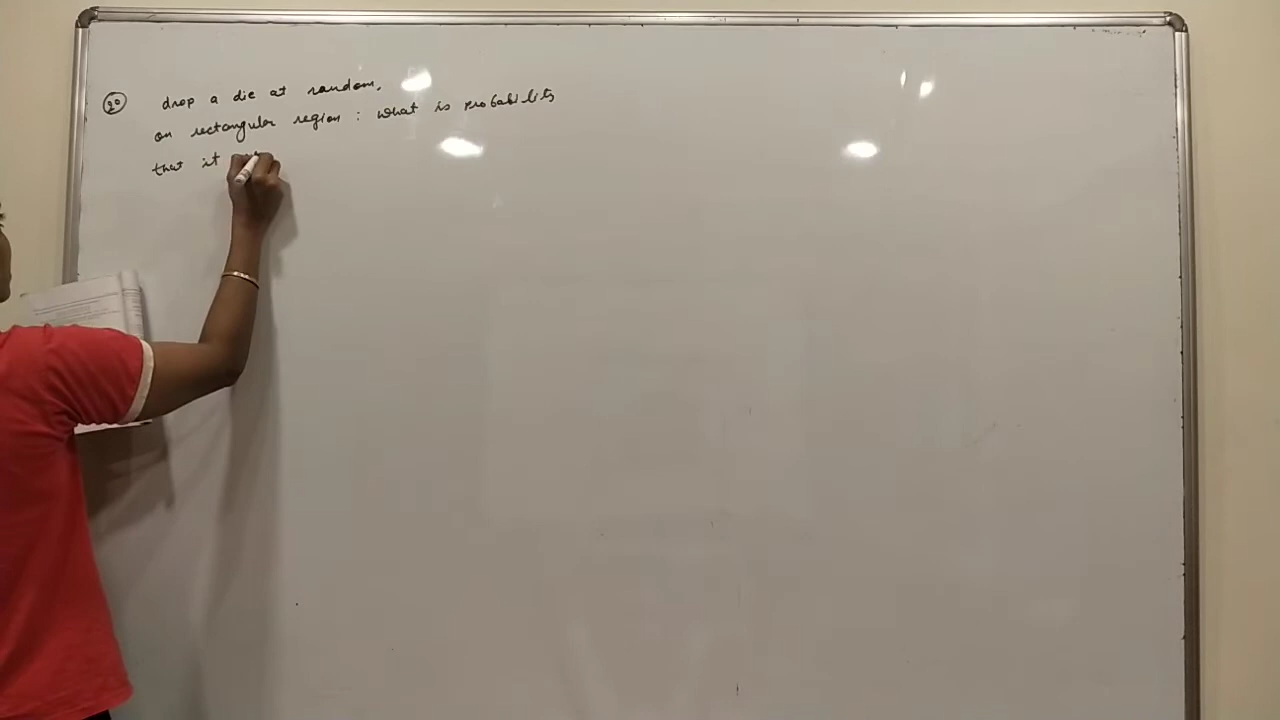 20 drop a die at random,
on rectangular region : what is probability
that it